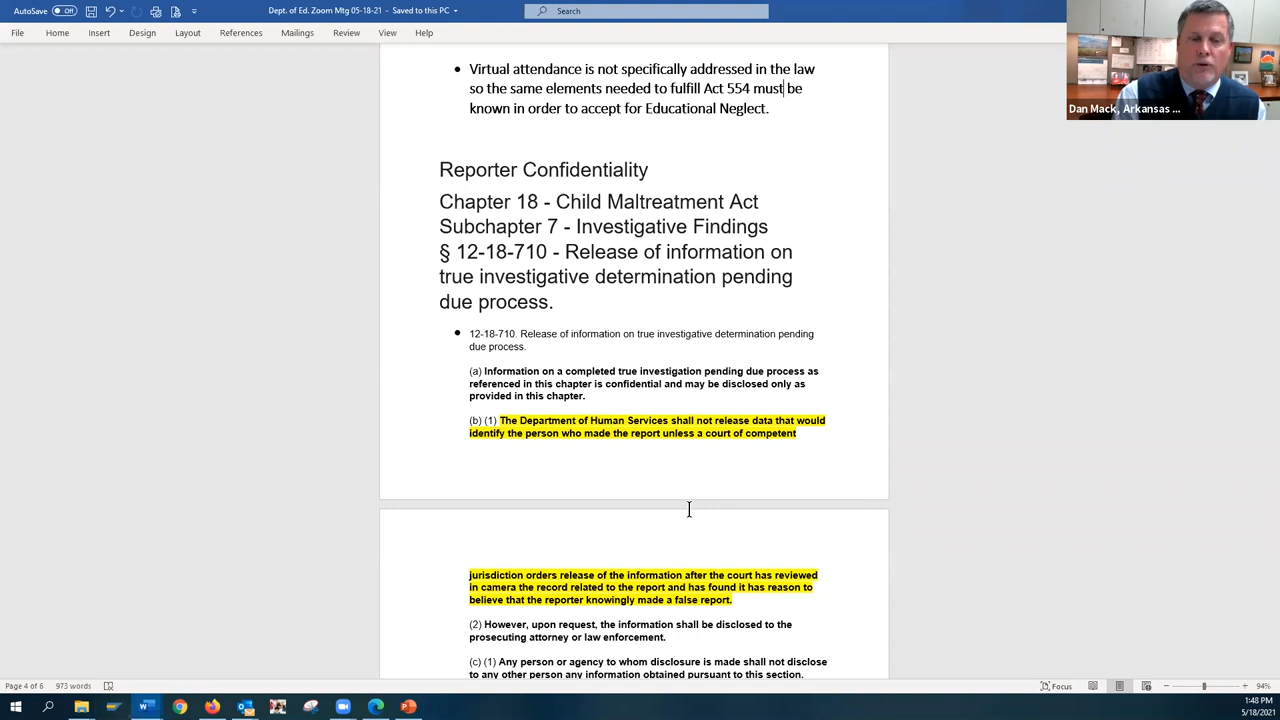 AutoSave Off
Dept. of Ed. Zoom Mtg 05-18-21 - Saved to this PC
Search
File Home Insert Design Layout References Mailings Review View Help
Dan Mack, Arkansas ...
• Virtual attendance is not specifically addressed in the law
so the same elements needed to fulfill Act 554 must be
known in order to accept for Educational Neglect.
Reporter Confidentiality
Chapter 18 - Child Maltreatment Act
Subchapter 7 - Investigative Findings
§ 12-18-710 - Release of information on
true investigative determination pending
due process.
• 12-18-710. Release of information on true investigative determination pending
due process.
(a) Information on a completed true investigation pending due process as
referenced in this chapter is confidential and may be disclosed only as
provided in this chapter.
(b) (1) The Department of Human Services shall not release data that would
identify the person who made the report unless a court of competent
jurisdiction orders release of the information after the court has reviewed
in camera the record related to the report and has found it has reason to
believe that the reporter knowingly made a false report.
(2) However, upon request, the information shall be disclosed to the
prosecuting attorney or law enforcement.
(c) (1) Any person or agency to whom disclosure is made shall not disclose
to any other person any information obtained pursuant to this section.
Page 4 of 6 973 words Focus 94%
1:48 PM
5/18/2021